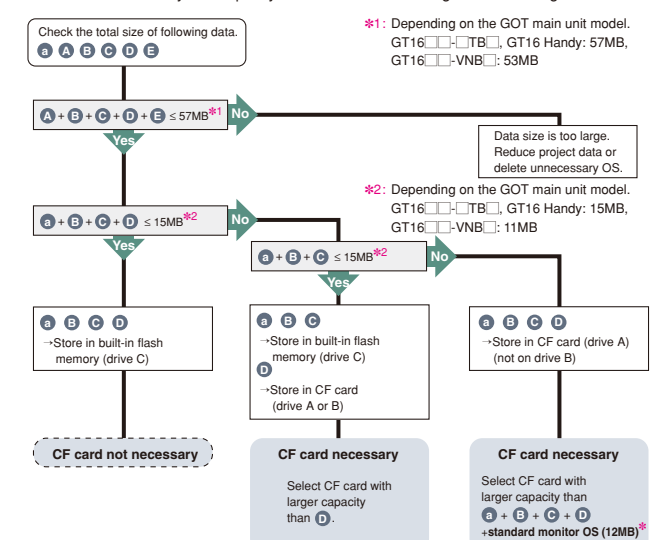 Check the total size of following data.
a A B C D E
*1: Depending on the GOT main unit model.
GT16□□-□TB□, GT16 Handy: 57MB,
GT16□□-VNB□: 53MB
A + B + C + D + E ≤ 57MB*1
No
Yes
Data size is too large.
Reduce project data or
delete unnecessary OS.
*2: Depending on the GOT main unit model.
GT16□□-□TB□, GT16 Handy: 15MB,
GT16□□-VNB□: 11MB
a + B + C + D ≤ 15MB*2
No
Yes
a + B + C ≤ 15MB*2
No
Yes
a B C D
→Store in built-in flash
memory (drive C)
a B C
→Store in built-in flash
memory (drive C)
D
→Store in CF card
(drive A or B)
a B C D
→Store in CF card (drive A)
(not on drive B)
CF card not necessary
CF card necessary
Select CF card with
larger capacity
than D.
CF card necessary
Select CF card with
larger capacity than
a + B + C + D
+standard monitor OS (12MB)*